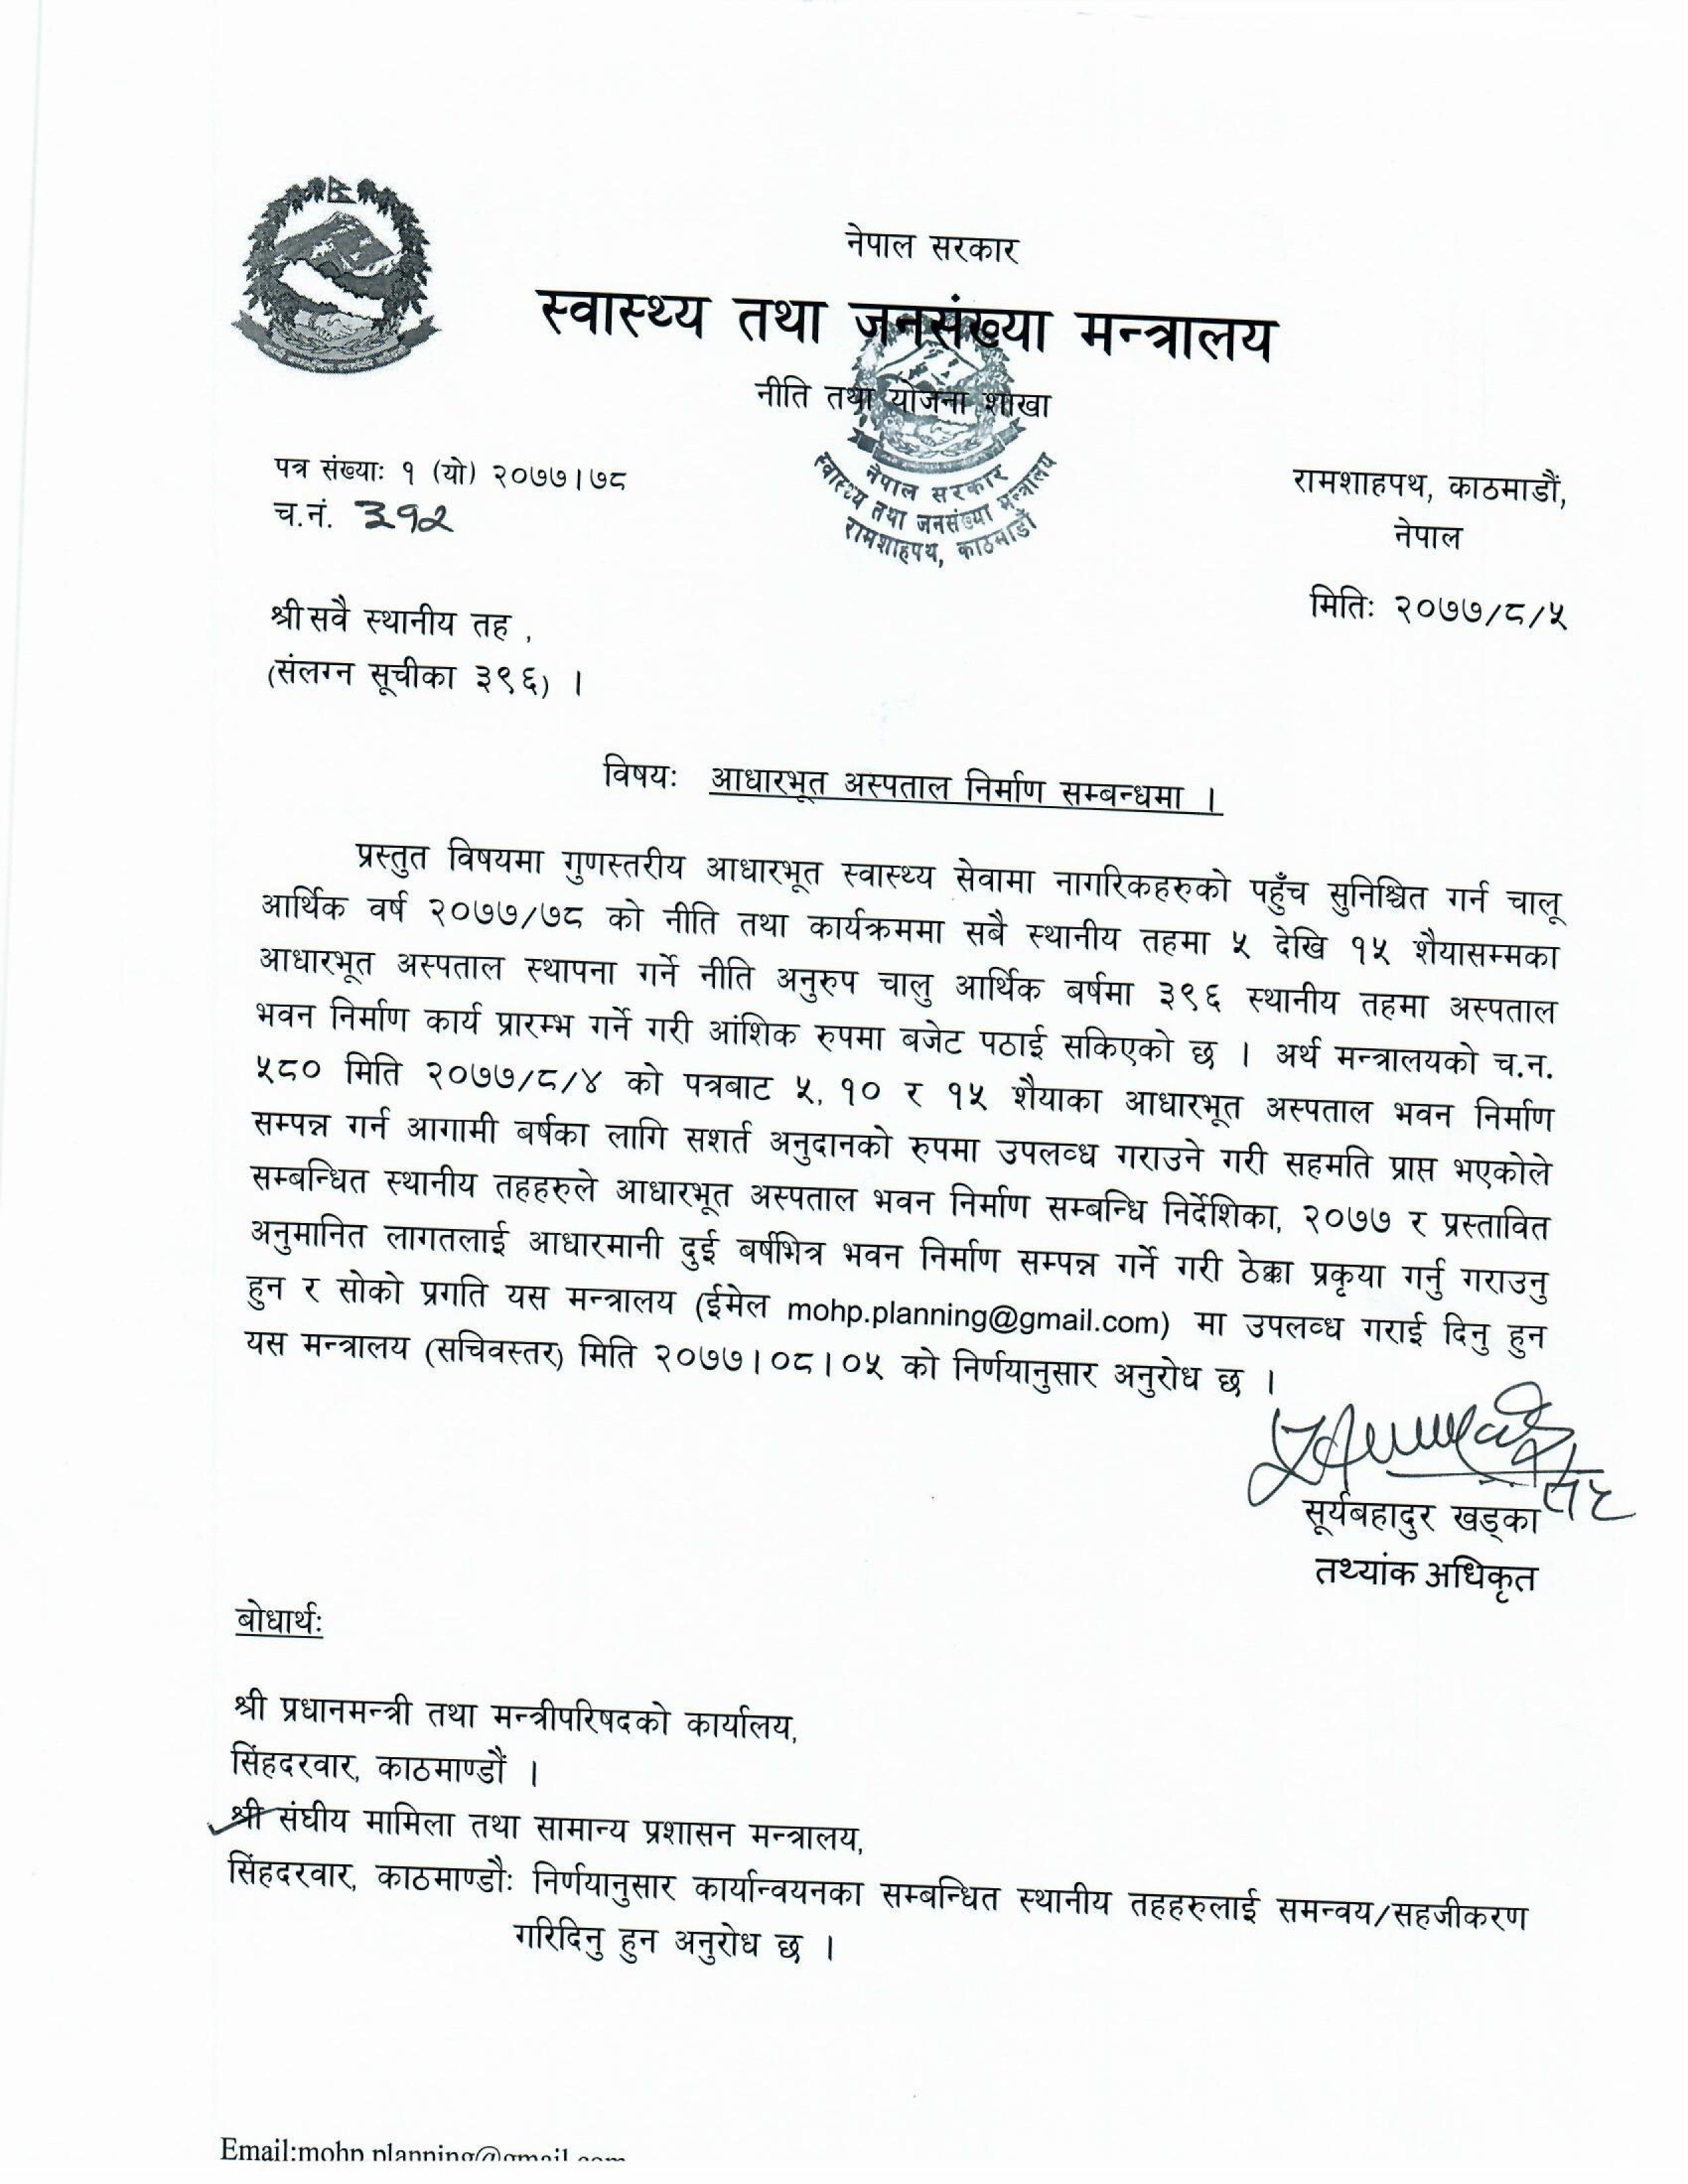 नेपाल सरकार
स्वास्थ्य तथा जनसंख्या मन्त्रालय
नीति तथा योजना शाखा
नेपाल सरकार
स्वास्थ्य तथा जनसंख्या मन्त्रालय
रामशाहपथ, काठमाडौं
पत्र संख्याः १ (यो) २०७७।७८
च.नं. ३१२
रामशाहपथ, काठमाडौं,
नेपाल
मितिः २०७७/८/५
श्री सवै स्थानीय तह ,
(संलग्न सूचीका ३९६) ।
विषयः आधारभूत अस्पताल निर्माण सम्बन्धमा ।
प्रस्तुत विषयमा गुणस्तरीय आधारभूत स्वास्थ्य सेवामा नागरिकहरुको पहुँच सुनिश्चित गर्न चालू
आर्थिक वर्ष २०७७/७८ को नीति तथा कार्यक्रममा सबै स्थानीय तहमा ५ देखि १५ शैयासम्मका
आधारभूत अस्पताल स्थापना गर्ने नीति अनुरुप चालु आर्थिक बर्षमा ३९६ स्थानीय तहमा अस्पताल
भवन निर्माण कार्य प्रारम्भ गर्ने गरी आंशिक रुपमा बजेट पठाई सकिएको छ । अर्थ मन्त्रालयको च.न.
५८० मिति २०७७/८/४ को पत्रबाट ५, १० र १५ शैयाका आधारभूत अस्पताल भवन निर्माण
सम्पन्न गर्न आगामी बर्षका लागि सशर्त अनुदानको रुपमा उपलव्ध गराउने गरी सहमति प्राप्त भएकोले
सम्बन्धित स्थानीय तहहरुले आधारभूत अस्पताल भवन निर्माण सम्बन्धि निर्देशिका, २०७७ र प्रस्तावित
अनुमानित लागतलाई आधारमानी दुई बर्षभित्र भवन निर्माण सम्पन्न गर्ने गरी ठेक्का प्रकृया गर्नु गराउनु
हुन र सोको प्रगति यस मन्त्रालय (ईमेल mohp.planning@gmail.com) मा उपलव्ध गराई दिनु हुन
यस मन्त्रालय (सचिवस्तर) मिति २०७७।०८।०५ को निर्णयानुसार अनुरोध छ ।
सूर्यबहादुर खड्का
तथ्यांक अधिकृत
बोधार्थः
श्री प्रधानमन्त्री तथा मन्त्रीपरिषदको कार्यालय,
सिंहदरवार, काठमाण्डौं ।
श्री संघीय मामिला तथा सामान्य प्रशासन मन्त्रालय,
सिंहदरवार, काठमाण्डौः निर्णयानुसार कार्यान्वयनका सम्बन्धित स्थानीय तहहरुलाई समन्वय/सहजीकरण
गरिदिनु हुन अनुरोध छ ।
Email:mohp.planning@gmail.com